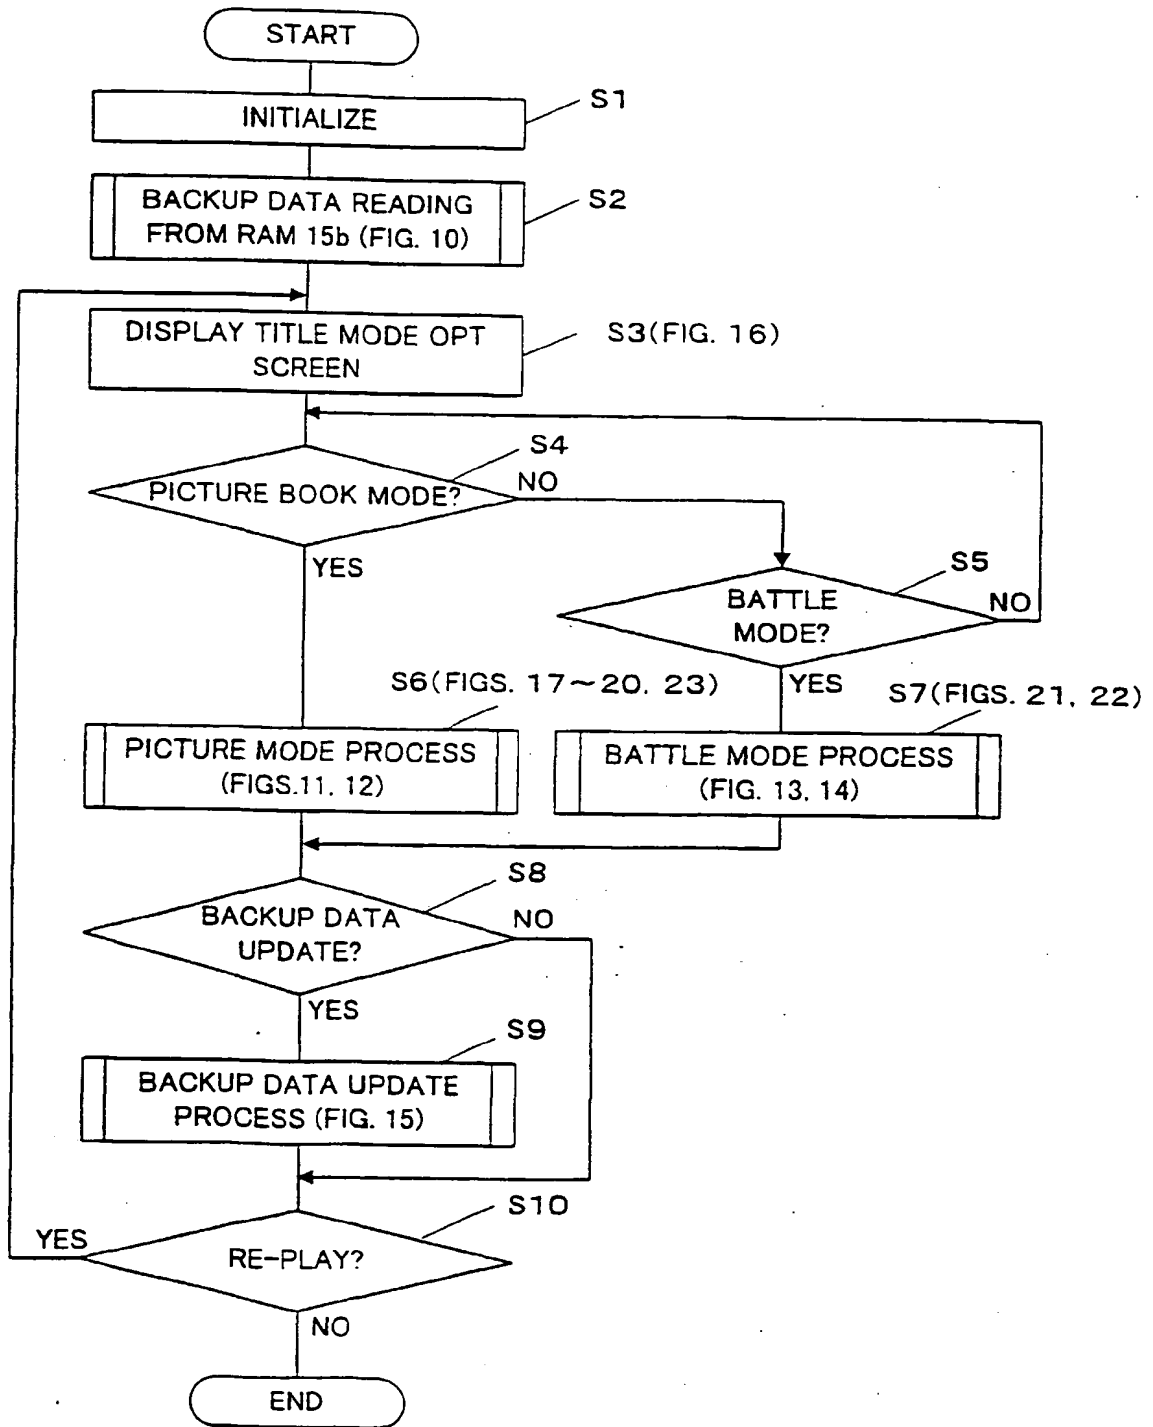 START
INITIALIZE
S1
BACKUP DATA READING
FROM RAM 15b (FIG. 10)
S2
DISPLAY TITLE MODE OPT
SCREEN
S3(FIG. 16)
S4
PICTURE BOOK MODE?
NO
YES
S5
BATTLE
MODE?
NO
YES
S6(FIGS. 17～20. 23)
S7(FIGS. 21, 22)
PICTURE MODE PROCESS
(FIGS.11, 12)
BATTLE MODE PROCESS
(FIG. 13, 14)
S8
BACKUP DATA
UPDATE?
NO
YES
S9
BACKUP DATA UPDATE
PROCESS (FIG. 15)
S10
YES
RE-PLAY?
NO
END